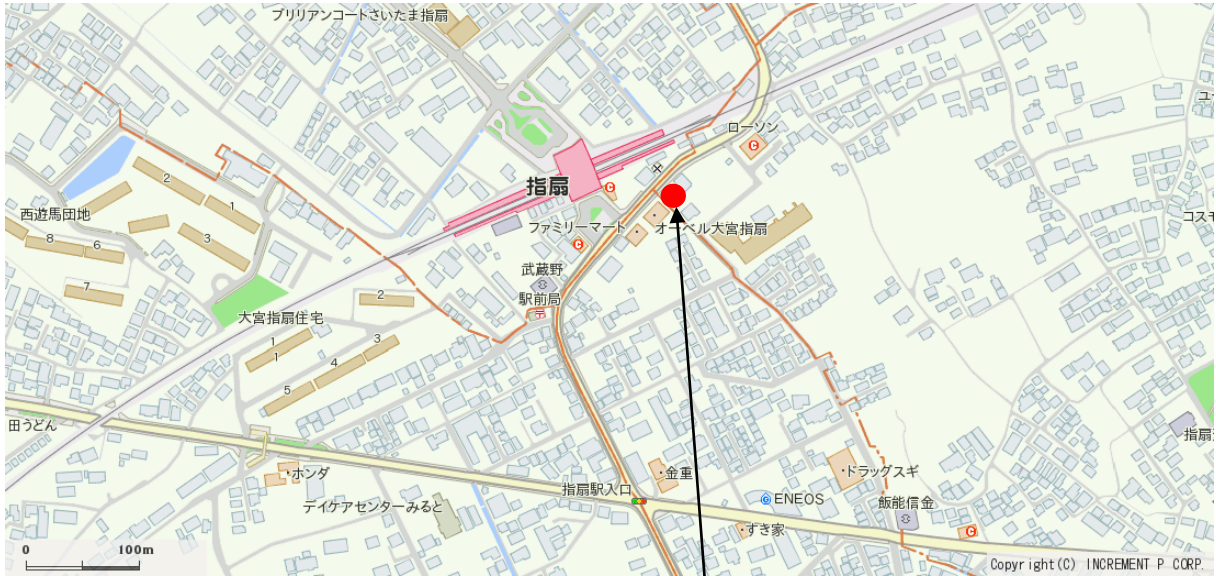 ブリリアンコートさいたま指扇
ローソン
指扇
西遊馬団地
2
1
3
8
6
7
ファミリーマート
オーベル大宮指扇
武蔵野
駅前局
大宮指扇住宅
2
1
1
3
4
5
田うどん
ホンダ
デイケアセンターみると
指扇駅入口
金重
ENEOS
すき家
ドラッグスギ
飯能信金
0 100m
Copyright(C) INCREMENT P CORP.